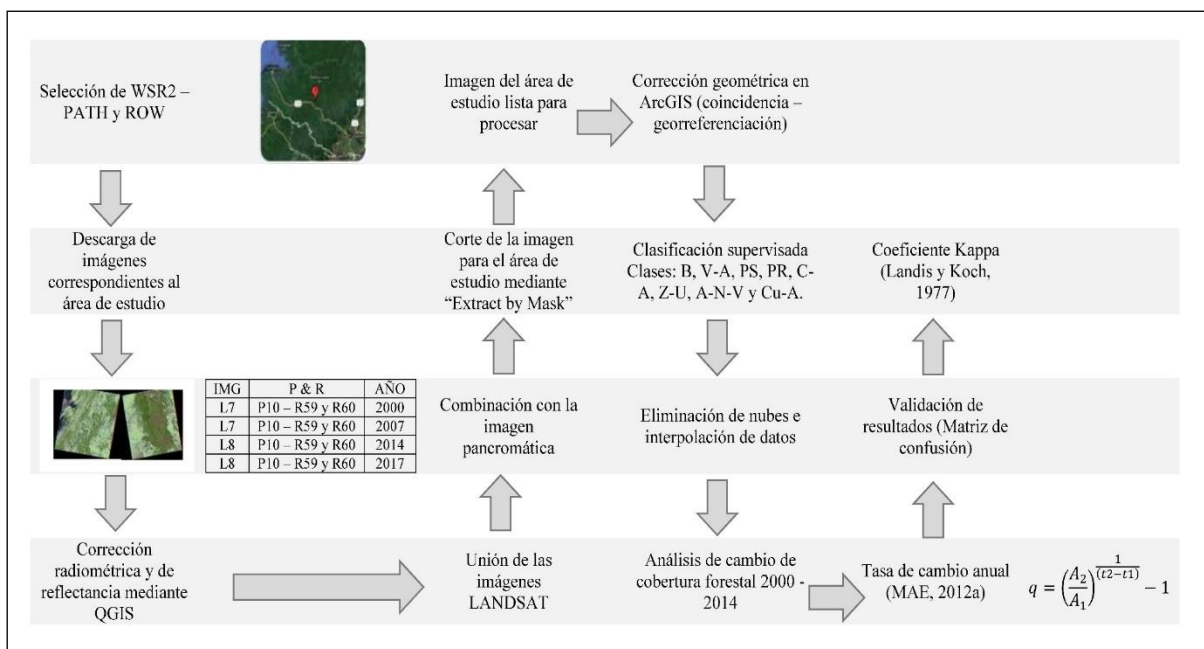 Selección de WSR2 –
PATH y ROW
Imagen del área de
estudio lista para
procesar
Corrección geométrica en
ArcGIS (coincidencia –
georreferenciación)
Descarga de
imágenes
correspondientes al
área de estudio
Corte de la imagen
para el área de
estudio mediante
“Extract by Mask”
Clasificación supervisada
Clases: B, V-A, PS, PR, C-
A, Z-U, A-N-V y Cu-A.
Coeficiente Kappa
(Landis y Koch,
1977)
IMG P & R AÑO
L7 P10 – R59 y R60 2000
L7 P10 – R59 y R60 2007
L8 P10 – R59 y R60 2014
L8 P10 – R59 y R60 2017
Combinación con la
imagen
pancromática
Eliminación de nubes e
interpolación de datos
Validación de
resultados (Matriz de
confusión)
Corrección
radiométrica y de
reflectancia mediante
QGIS
Unión de las
imágenes
LANDSAT
Análisis de cambio de
cobertura forestal 2000 -
2014
Tasa de cambio anual
(MAE, 2012a)
q = (A₂/A₁)^(1/(t2−t1)) − 1